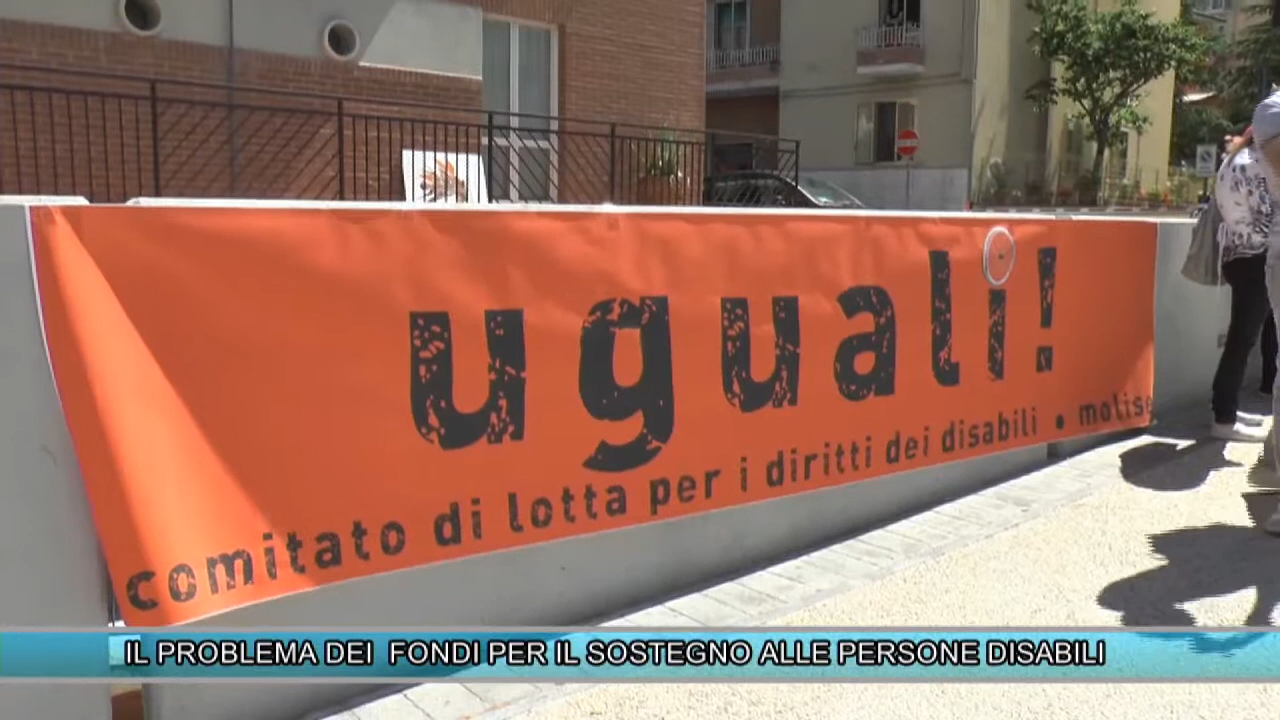 uguali!
comitato di lotta per i diritti dei disabili • molise
IL PROBLEMA DEI FONDI PER IL SOSTEGNO ALLE PERSONE DISABILI